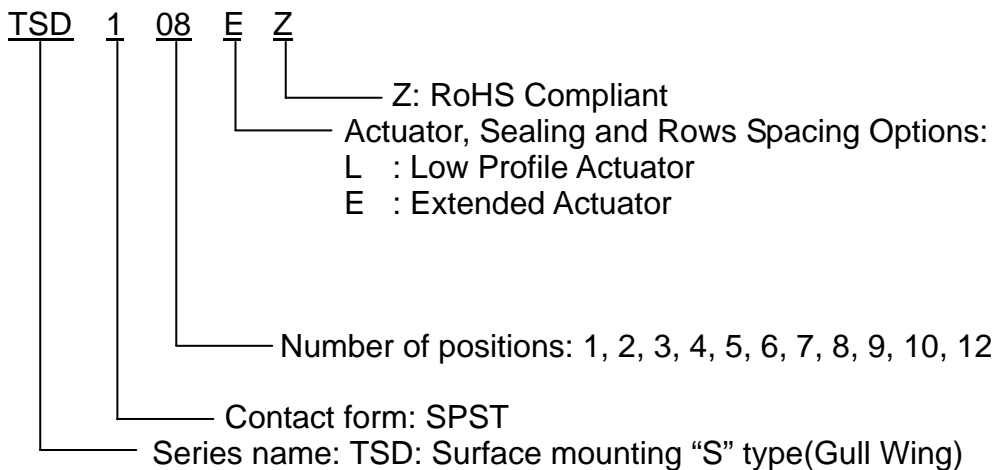 TSD 1 08 E Z
Z: RoHS Compliant
Actuator, Sealing and Rows Spacing Options:
L : Low Profile Actuator
E : Extended Actuator
Number of positions: 1, 2, 3, 4, 5, 6, 7, 8, 9, 10, 12
Contact form: SPST
Series name: TSD: Surface mounting “S” type(Gull Wing)